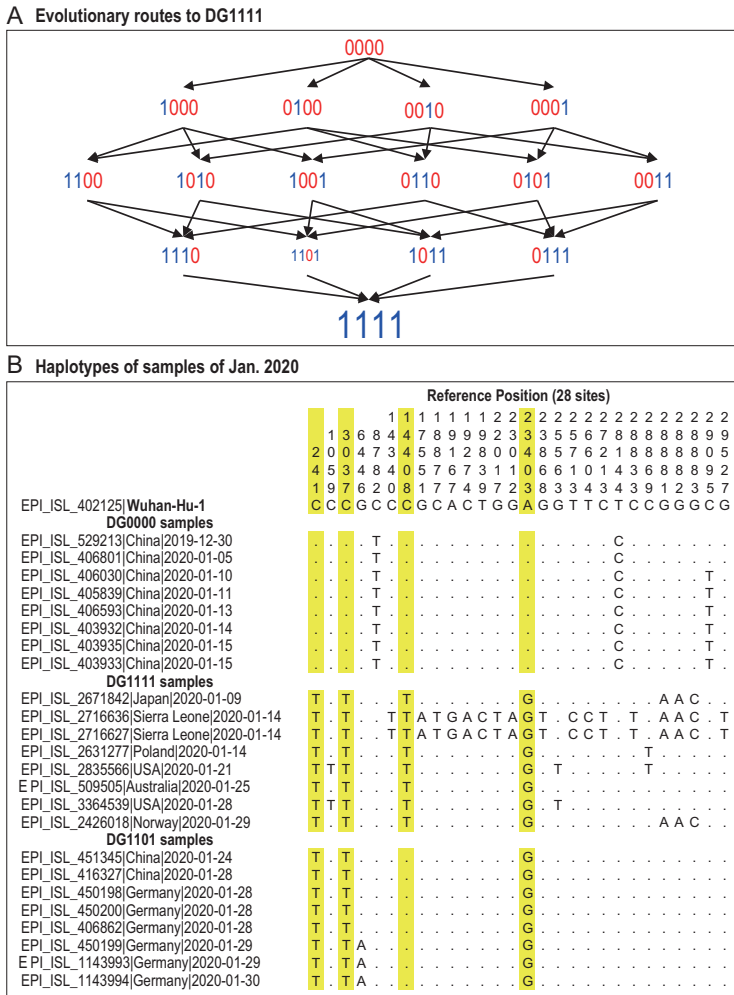 A Evolutionary routes to DG1111
0000
1000 0100 0010 0001
1100 1010 1001 0110 0101 0011
1110 1101 1011 0111
1111
B Haplotypes of samples of Jan. 2020
Reference Position (28 sites)
241 3037 14408 23403
EPI_ISL_402125|Wuhan-Hu-1 C C C G C C C G C A C T G G A G G T T C T C C G G G C G
DG0000 samples
EPI_ISL_529213|China|2019-12-30 . . . . T . . . . . . . . . . . . . . . C . . . . . . .
EPI_ISL_406801|China|2020-01-05 . . . . T . . . . . . . . . . . . . . . C . . . . . . .
EPI_ISL_406030|China|2020-01-10 . . . . T . . . . . . . . . . . . . . . C . . . . . T .
EPI_ISL_405839|China|2020-01-11 . . . . T . . . . . . . . . . . . . . . C . . . . . T .
EPI_ISL_406593|China|2020-01-13 . . . . T . . . . . . . . . . . . . . . C . . . . . T .
EPI_ISL_403932|China|2020-01-14 . . . . T . . . . . . . . . . . . . . . C . . . . . T .
EPI_ISL_403935|China|2020-01-15 . . . . T . . . . . . . . . . . . . . . C . . . . . T .
EPI_ISL_403933|China|2020-01-15 . . . . T . . . . . . . . . . . . . . . C . . . . . T .
DG1111 samples
EPI_ISL_2671842|Japan|2020-01-09 T . T . . . T . . . . . . . G . . . . . . . . A A C . .
EPI_ISL_2716636|Sierra Leone|2020-01-14 T . T . . T T A T G A C T A G T . C C T . T . A A C . T
EPI_ISL_2716627|Sierra Leone|2020-01-14 T . T . . T T A T G A C T A G T . C C T . T . A A C . T
EPI_ISL_2631277|Poland|2020-01-14 T . T . . . T . . . . . . . G . . . . . . . T . . . . .
EPI_ISL_2835566|USA|2020-01-21 T T T . . . T . . . . . . . G . T . . . . . T . . . . .
E PI_ISL_509505|Australia|2020-01-25 T . T . . . T . . . . . . . G . . . . . . . . . . . . .
EPI_ISL_3364539|USA|2020-01-28 T T T . . . T . . . . . . . G . T . . . . . . . . . . .
EPI_ISL_2426018|Norway|2020-01-29 T . T . . . T . . . . . . . G . . . . . . . . A A C . .
DG1101 samples
EPI_ISL_451345|China|2020-01-24 T . T . . . . . . . . . . . G . . . . . . . . . . . . .
EPI_ISL_416327|China|2020-01-28 T . T . . . . . . . . . . . G . . . . . . . . . . . . .
EPI_ISL_450198|Germany|2020-01-28 T . T . . . . . . . . . . . G . . . . . . . . . . . . .
EPI_ISL_450200|Germany|2020-01-28 T . T . . . . . . . . . . . G . . . . . . . . . . . . .
EPI_ISL_406862|Germany|2020-01-28 T . T . . . . . . . . . . . G . . . . . . . . . . . . .
EPI_ISL_450199|Germany|2020-01-29 T . T A . . . . . . . . . . G . . . . . . . . . . . . .
E PI_ISL_1143993|Germany|2020-01-29 T . T A . . . . . . . . . . G . . . . . . . . . . . . .
EPI_ISL_1143994|Germany|2020-01-30 T . T A . . . . . . . . . . G . . . . . . . . . . . . .